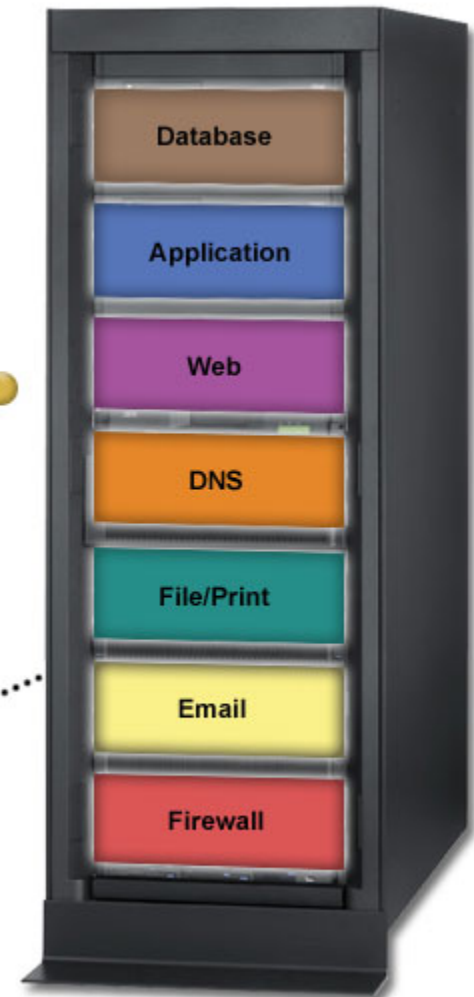 Database
Application
Web
DNS
File/Print
Email
Firewall